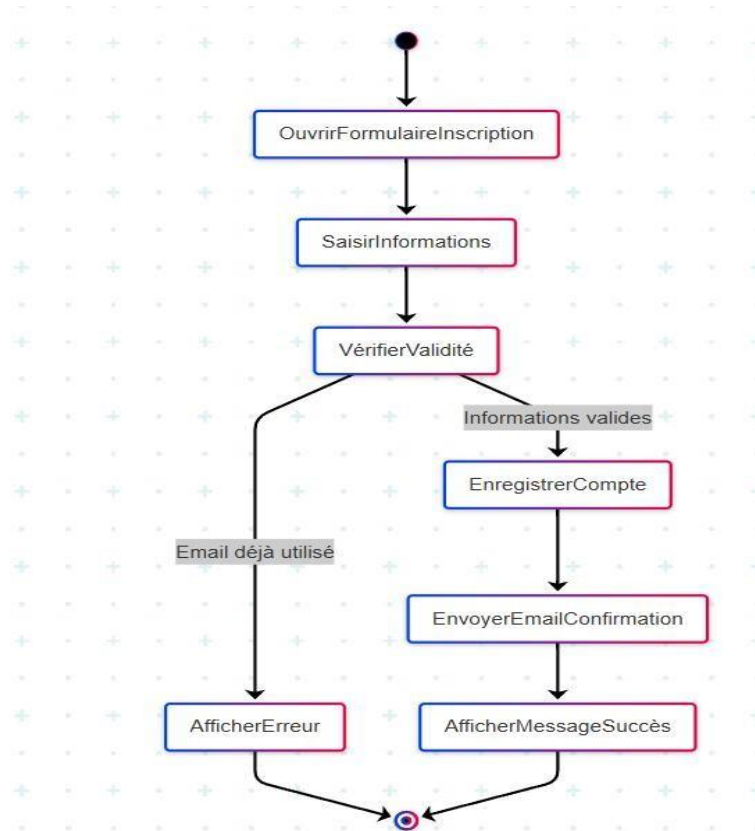 OuvrirFormulaireInscription
SaisirInformations
VérifierValidité
Informations valides
EnregistrerCompte
Email déjà utilisé
EnvoyerEmailConfirmation
AfficherErreur
AfficherMessageSuccès